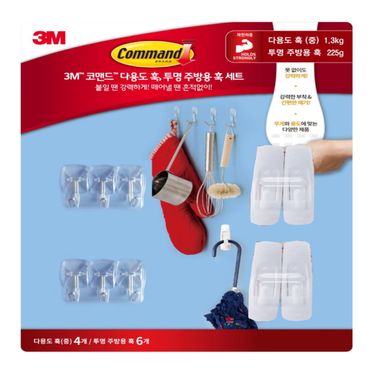 3M
Command
BRAND
제한하중
HOLDS
STRONGLY
다용도 훅 (중) 1,3kg
투명 주방용 훅 225g
3M™ 코맨드™ 다용도 훅, 투명 주방용 훅 세트
붙일 땐 강력하게! 떼어낼 땐 흔적없이!
못 없이도
강력하게!
강력한 부착 &
간편한 제거!
무게와 용도에 맞는
다양한 제품
다용도 훅(중) 4개 / 투명 주방용 훅 6개